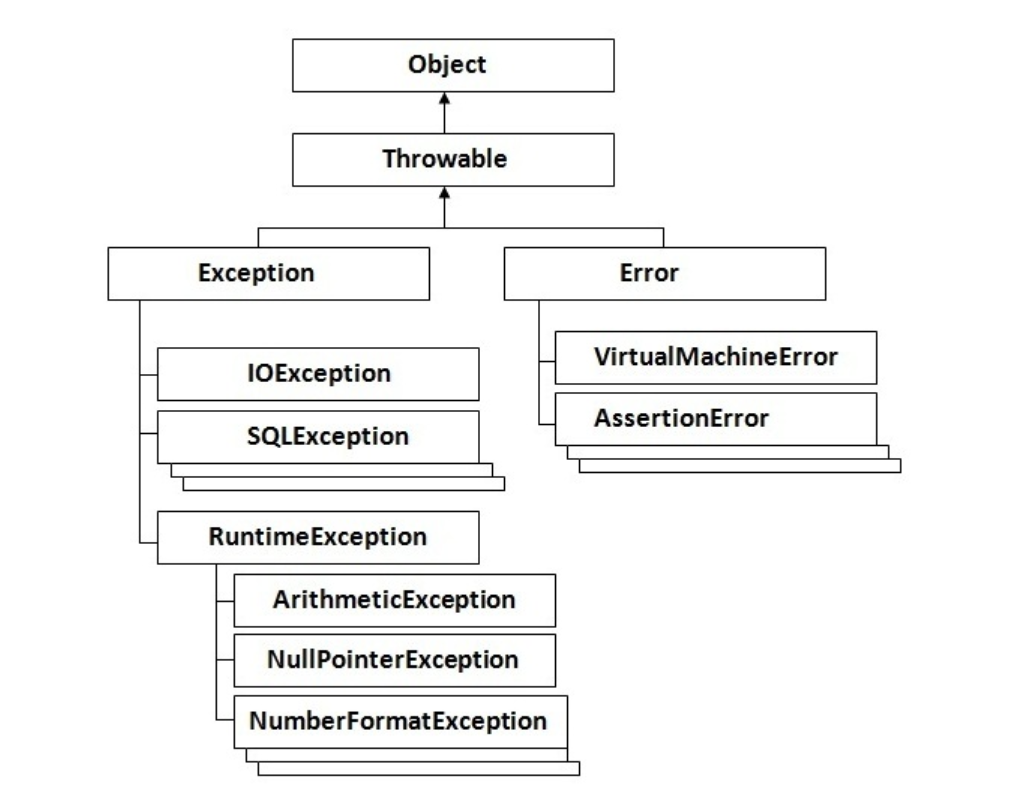 Object
Throwable
Exception
Error
IOException
SQLException
RuntimeException
ArithmeticException
NullPointerException
NumberFormatException
VirtualMachineError
AssertionError